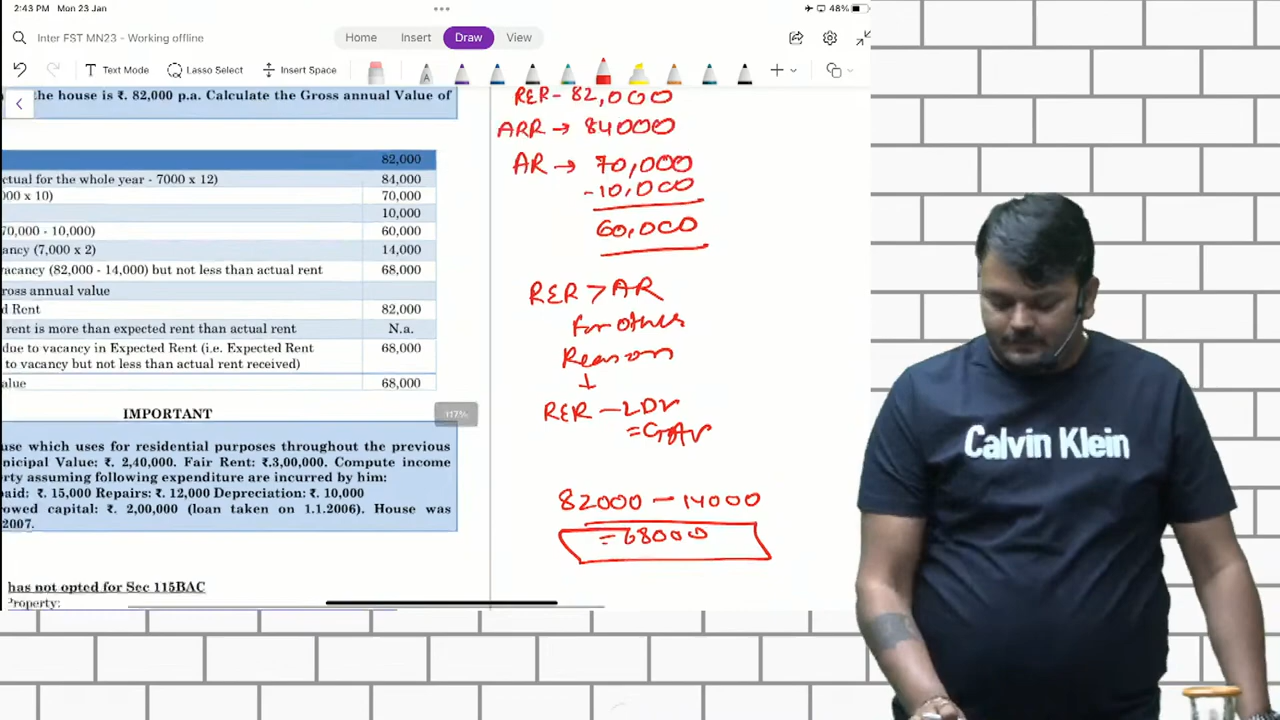 2:43 PM Mon 23 Jan
48%
Inter FST MN23 - Working offline
Home Insert Draw View
Text Mode Lasso Select Insert Space
the house is ₹. 82,000 p.a. Calculate the Gross annual Value of
82,000
ctual for the whole year - 7000 x 12) 84,000
000 x 10) 70,000
10,000
70,000 - 10,000) 60,000
ancy (7,000 x 2) 14,000
vacancy (82,000 - 14,000) but not less than actual rent 68,000
ross annual value
d Rent 82,000
rent is more than expected rent than actual rent N.a.
due to vacancy in Expected Rent (i.e. Expected Rent 68,000
to vacancy but not less than actual rent received)
alue 68,000
IMPORTANT
117%
use which uses for residential purposes throughout the previous
nicipal Value: ₹. 2,40,000. Fair Rent: ₹.3,00,000. Compute income
rty assuming following expenditure are incurred by him:
paid: ₹. 15,000 Repairs: ₹. 12,000 Depreciation: ₹. 10,000
rowed capital: ₹. 2,00,000 (loan taken on 1.1.2006). House was
2007.
has not opted for Sec 115BAC
Property:
RER - 82,000
ARR → 84000
AR → 70,000
- 10,000
60,000
RER > AR
For other
Reason
↓
RER - LDV
= GAV
82000 - 14000
= 68000
Calvin Klein